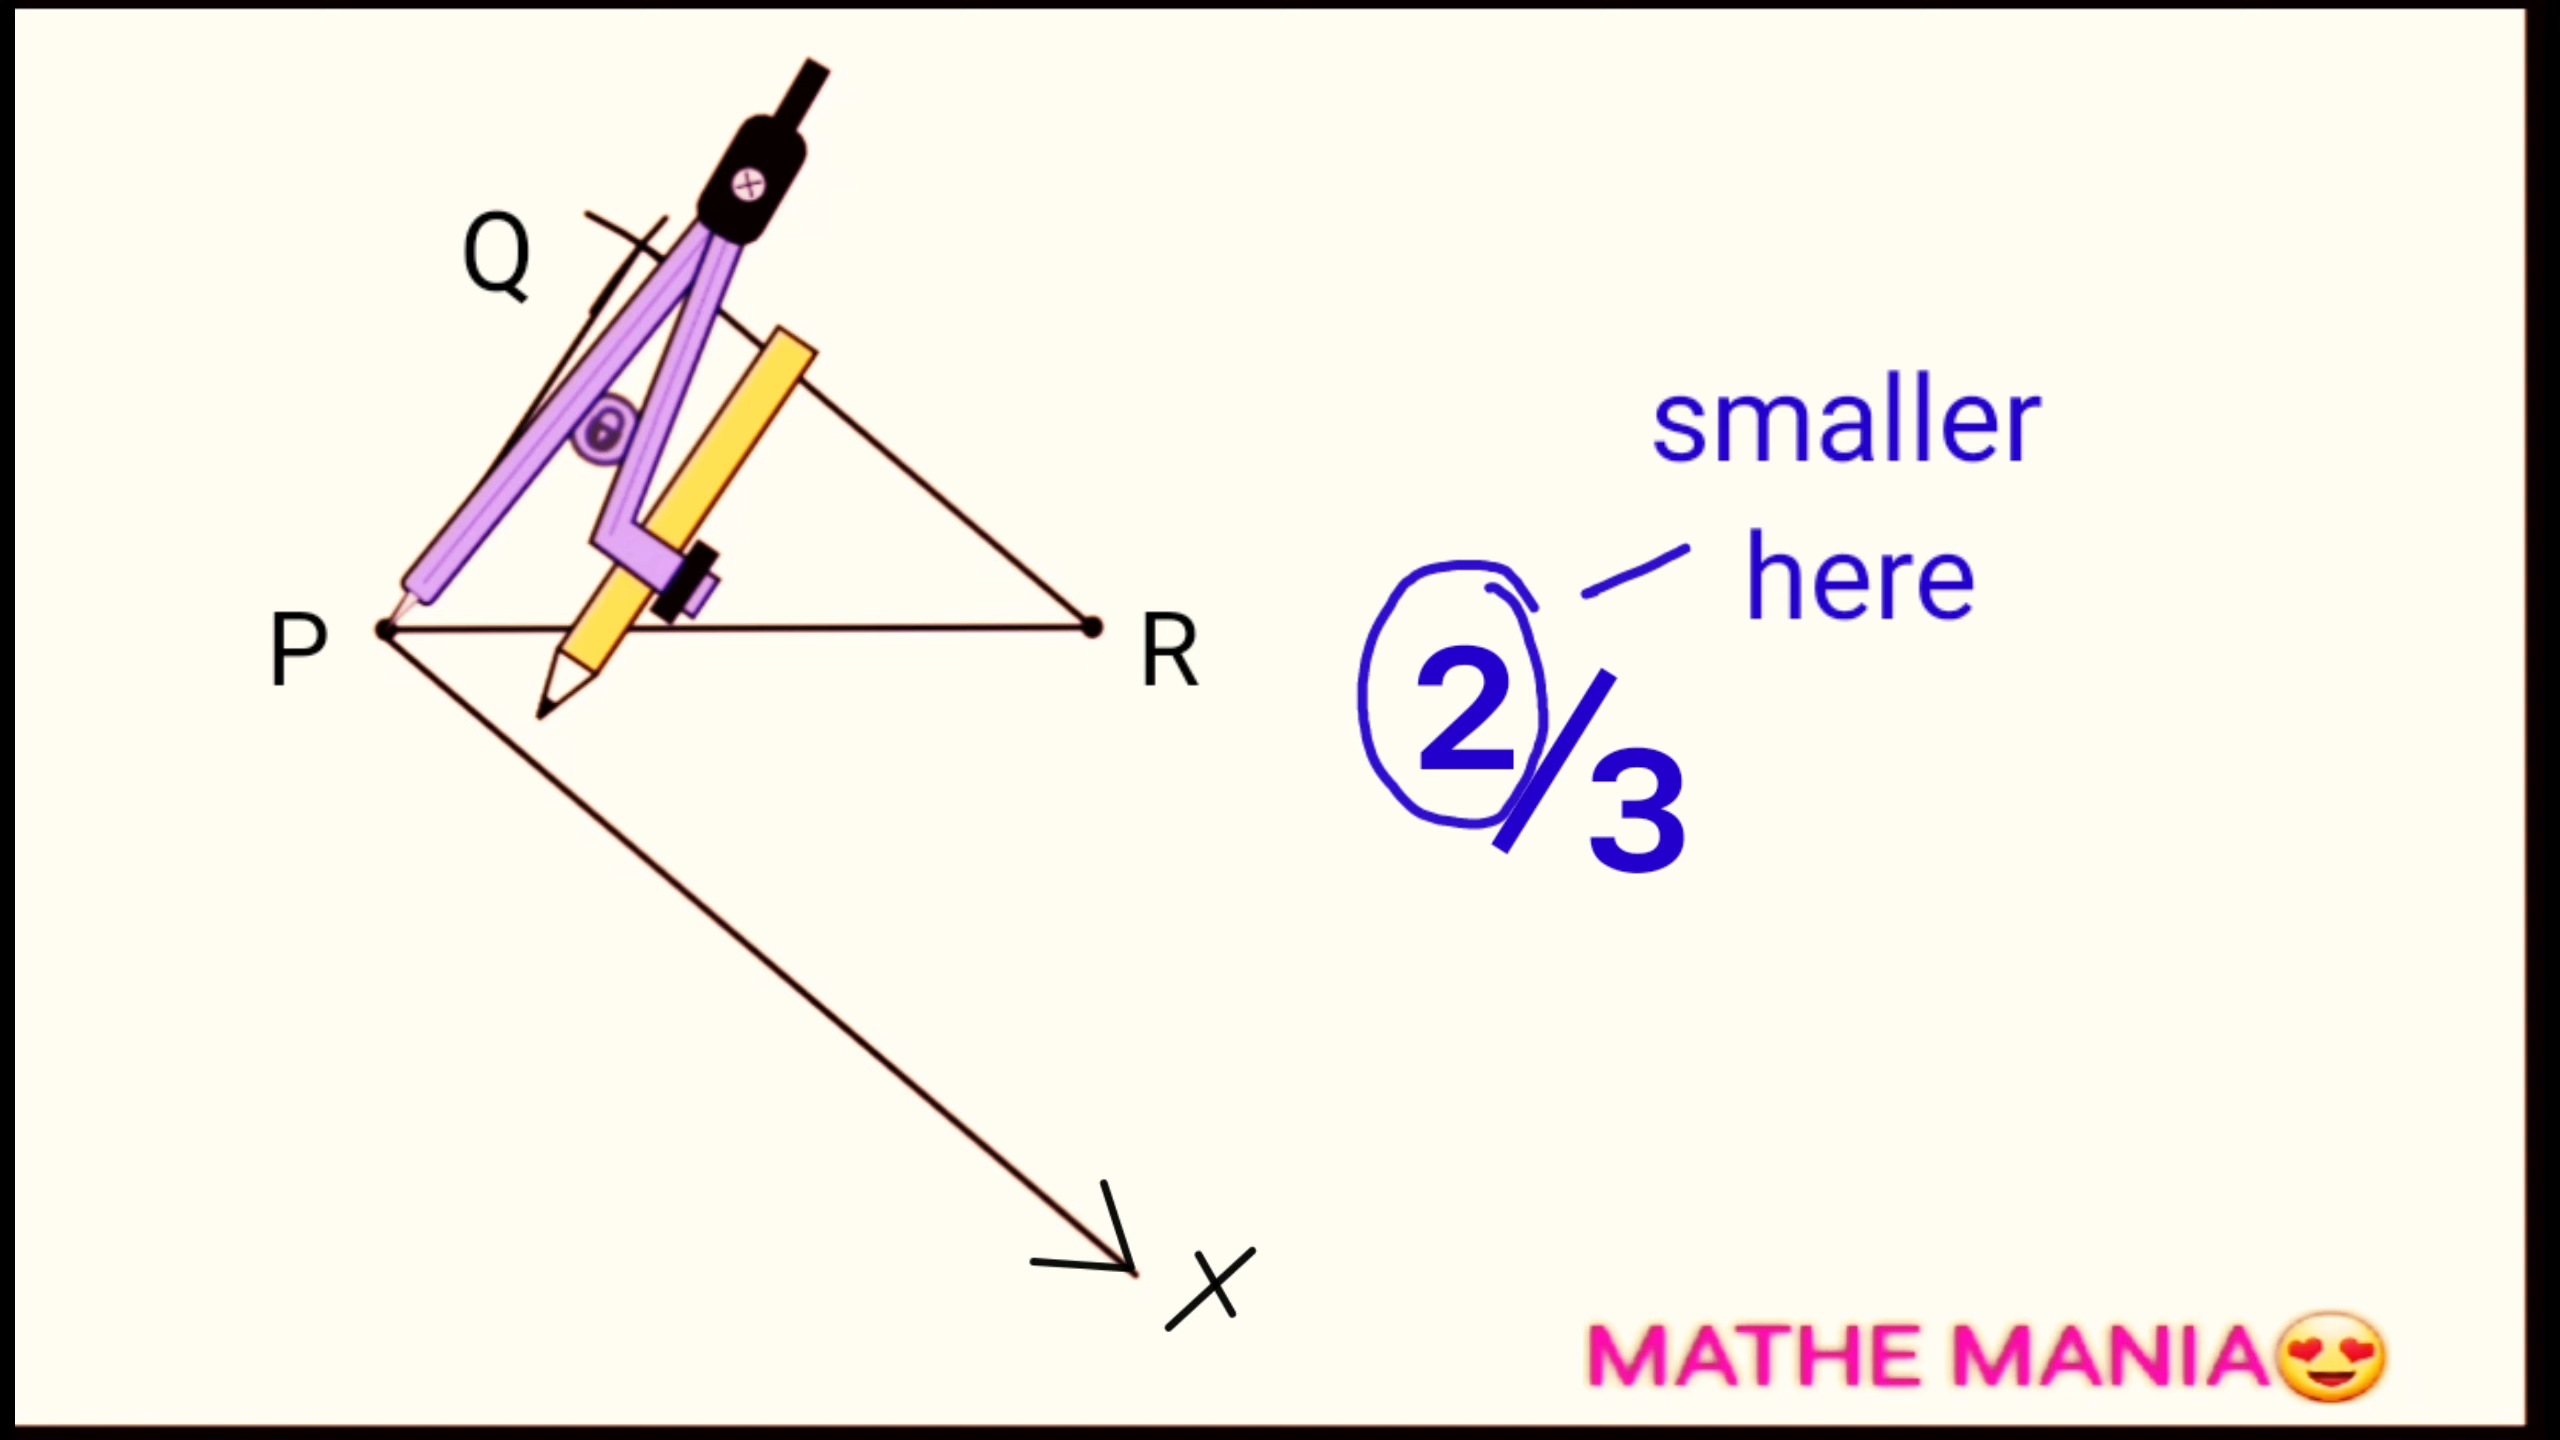 Q
smaller
here
P
R
2/3
X
MATHE MANIA😍